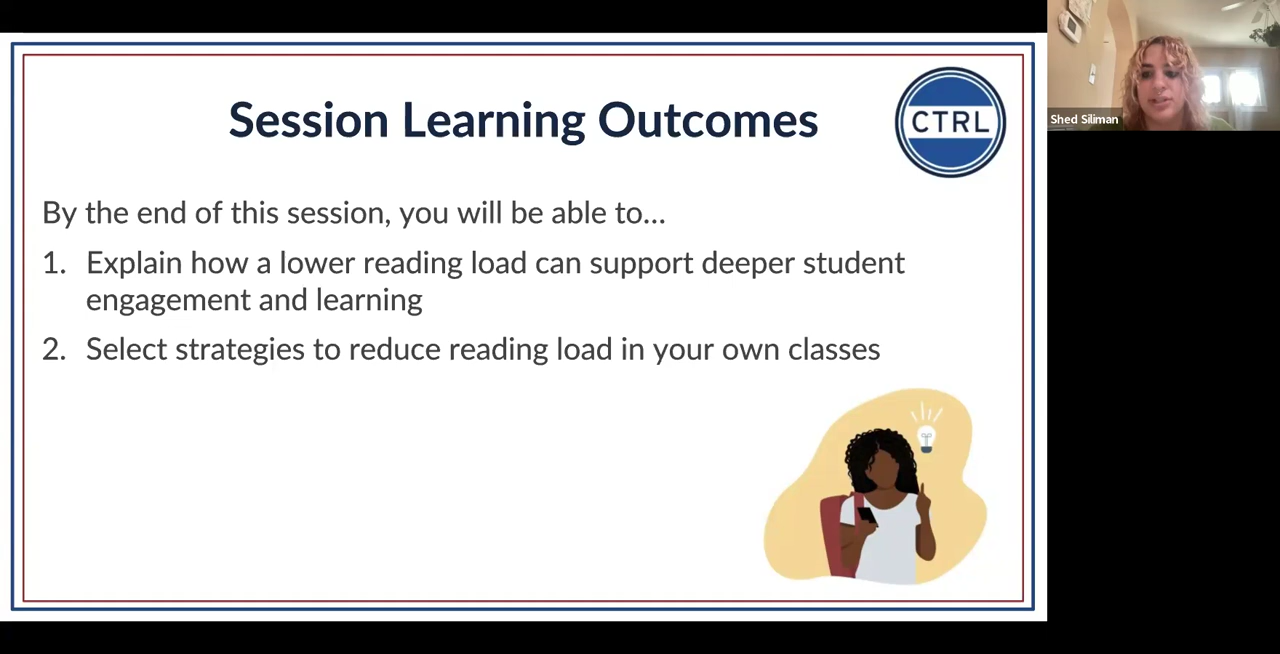 Session Learning Outcomes
CTRL
By the end of this session, you will be able to...
1. Explain how a lower reading load can support deeper student
engagement and learning
2. Select strategies to reduce reading load in your own classes
Shed Siliman